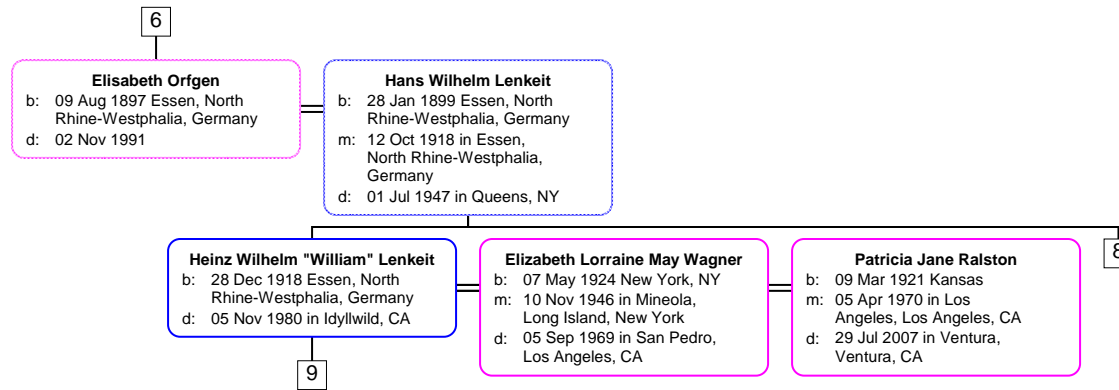 6
Elisabeth Orfgen
b: 09 Aug 1897 Essen, North
Rhine-Westphalia, Germany
d: 02 Nov 1991
Hans Wilhelm Lenkeit
b: 28 Jan 1899 Essen, North
Rhine-Westphalia, Germany
m: 12 Oct 1918 in Essen,
North Rhine-Westphalia,
Germany
d: 01 Jul 1947 in Queens, NY
8
Heinz Wilhelm "William" Lenkeit
b: 28 Dec 1918 Essen, North
Rhine-Westphalia, Germany
d: 05 Nov 1980 in Idyllwild, CA
Elizabeth Lorraine May Wagner
b: 07 May 1924 New York, NY
m: 10 Nov 1946 in Mineola,
Long Island, New York
d: 05 Sep 1969 in San Pedro,
Los Angeles, CA
Patricia Jane Ralston
b: 09 Mar 1921 Kansas
m: 05 Apr 1970 in Los
Angeles, Los Angeles, CA
d: 29 Jul 2007 in Ventura,
Ventura, CA
9